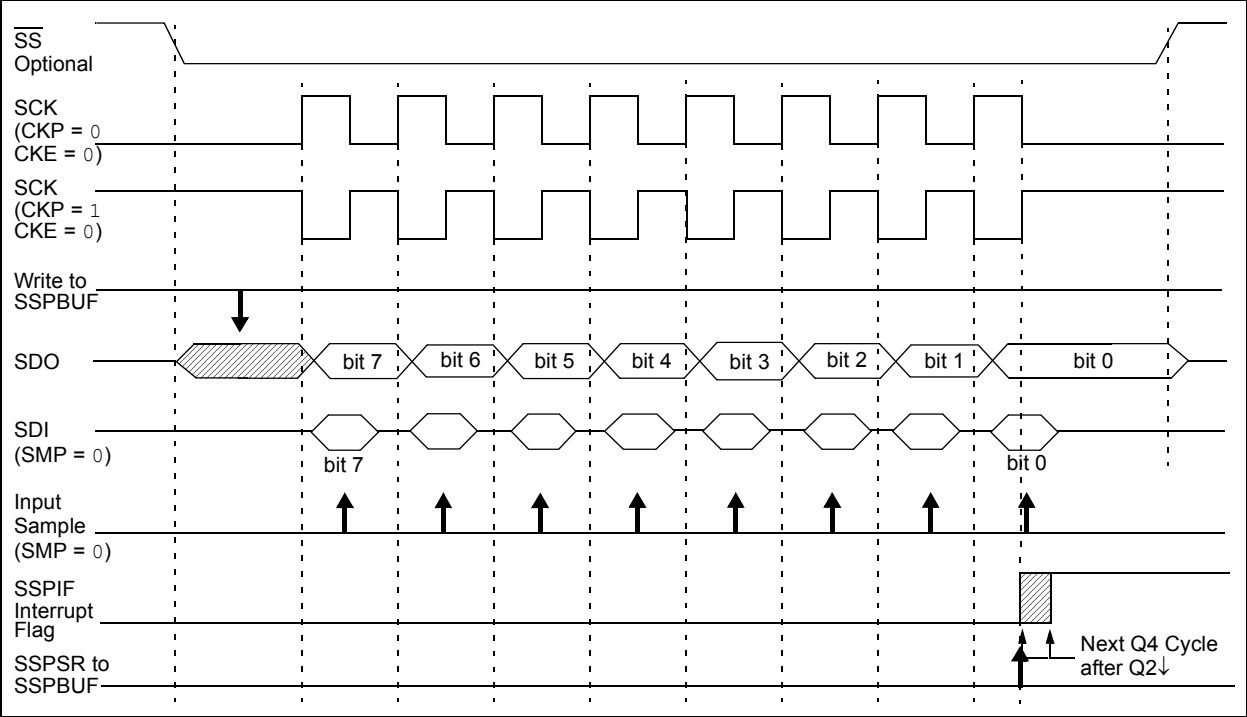 SS
Optional
SCK
(CKP = 0
CKE = 0)
SCK
(CKP = 1
CKE = 0)
Write to
SSPBUF
SDO
bit 7 bit 6 bit 5 bit 4 bit 3 bit 2 bit 1 bit 0
SDI
(SMP = 0)
bit 7 bit 0
Input
Sample
(SMP = 0)
SSPIF
Interrupt
Flag
Next Q4 Cycle
after Q2↓
SSPSR to
SSPBUF